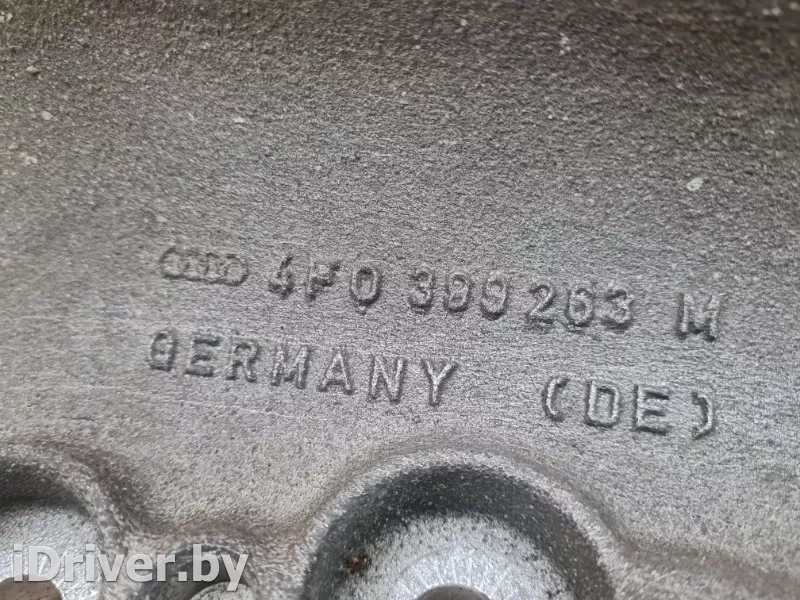 4F0 399 263 M
GERMANY (DE)
iDriver.by